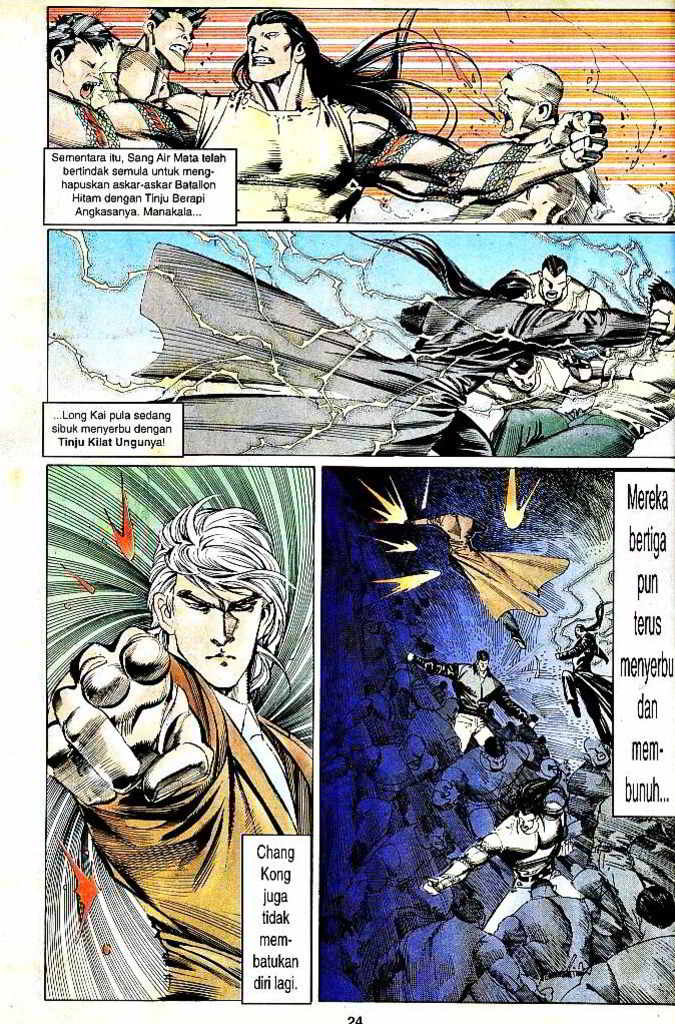 Sementara itu, Sang Air Mata telah
bertindak semula untuk meng-
hapuskan askar-askar Batallon
Hitam dengan Tinju Berapi
Angkasanya. Manakala...
...Long Kai pula sedang
sibuk menyerbu dengan
Tinju Kilat Ungunya!
Chang
Kong
juga
tidak
mem-
batukan
diri lagi.
Mereka
bertiga
pun
terus
menyerbu
dan
mem-
bunuh...
24